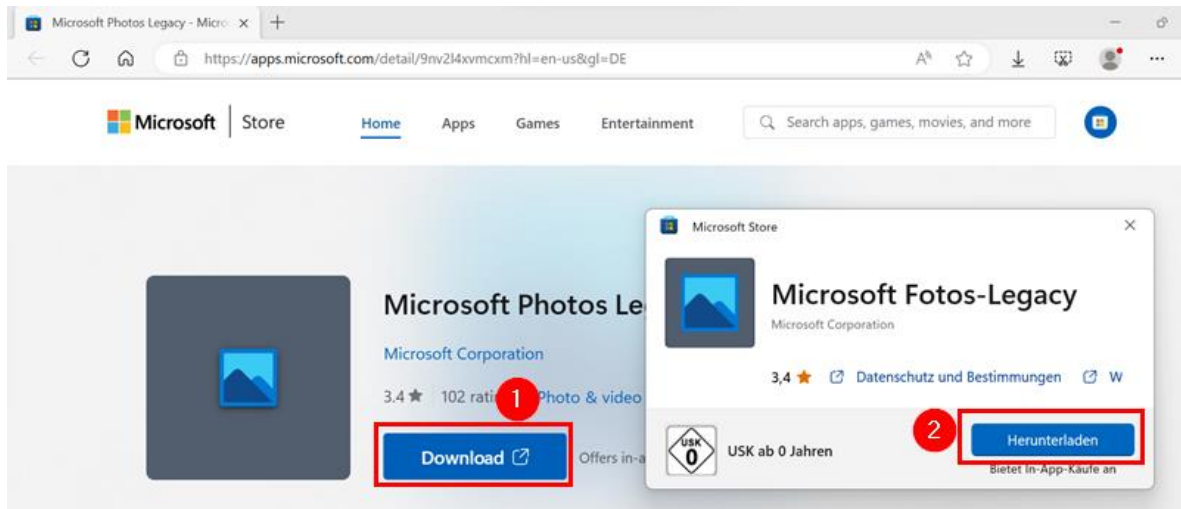 Microsoft Photos Legacy - Micro
https://apps.microsoft.com/detail/9nv2l4xvmcxm?hl=en-us&gl=DE
Microsoft Store Home Apps Games Entertainment Search apps, games, movies, and more
Microsoft Photos Le
Microsoft Corporation
3.4 102 rati Photo & video
1
Download Offers in-a
Microsoft Store
Microsoft Fotos-Legacy
Microsoft Corporation
3,4 Datenschutz und Bestimmungen W
USK 0 USK ab 0 Jahren
2
Herunterladen
Bietet In-App-Käufe an